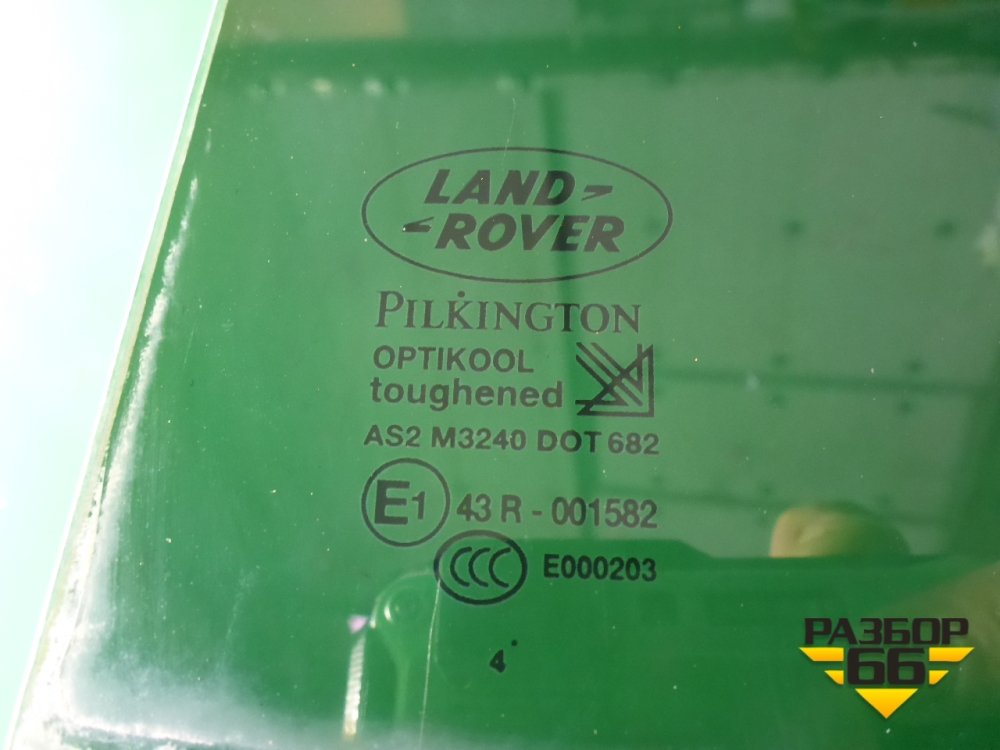 LAND
ROVER
PILKINGTON
OPTIKOOL
toughened
AS2 M3240 DOT 682
E1 43 R - 001582
CCC E000203
4
РАЗБОР
66